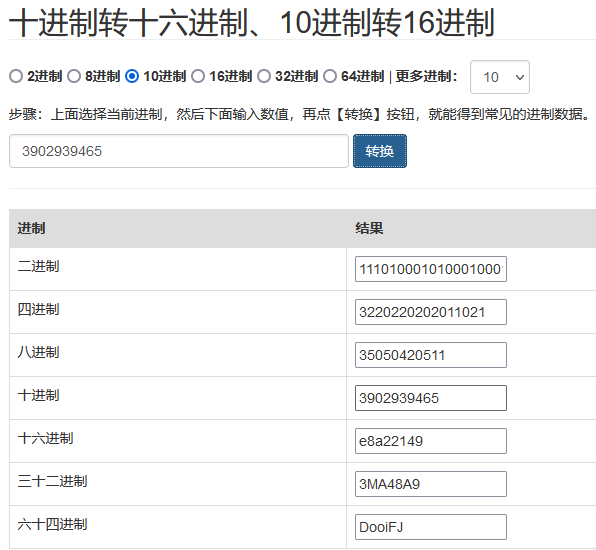 十进制转十六进制、10进制转16进制
2进制 8进制 10进制 16进制 32进制 64进制 | 更多进制: 10
步骤：上面选择当前进制，然后下面输入数值，再点【转换】按钮，就能得到常见的进制数据。
3902939465 转换
进制 结果
二进制 111010001010001000
四进制 3220220202011021
八进制 35050420511
十进制 3902939465
十六进制 e8a22149
三十二进制 3MA48A9
六十四进制 DooiFJ